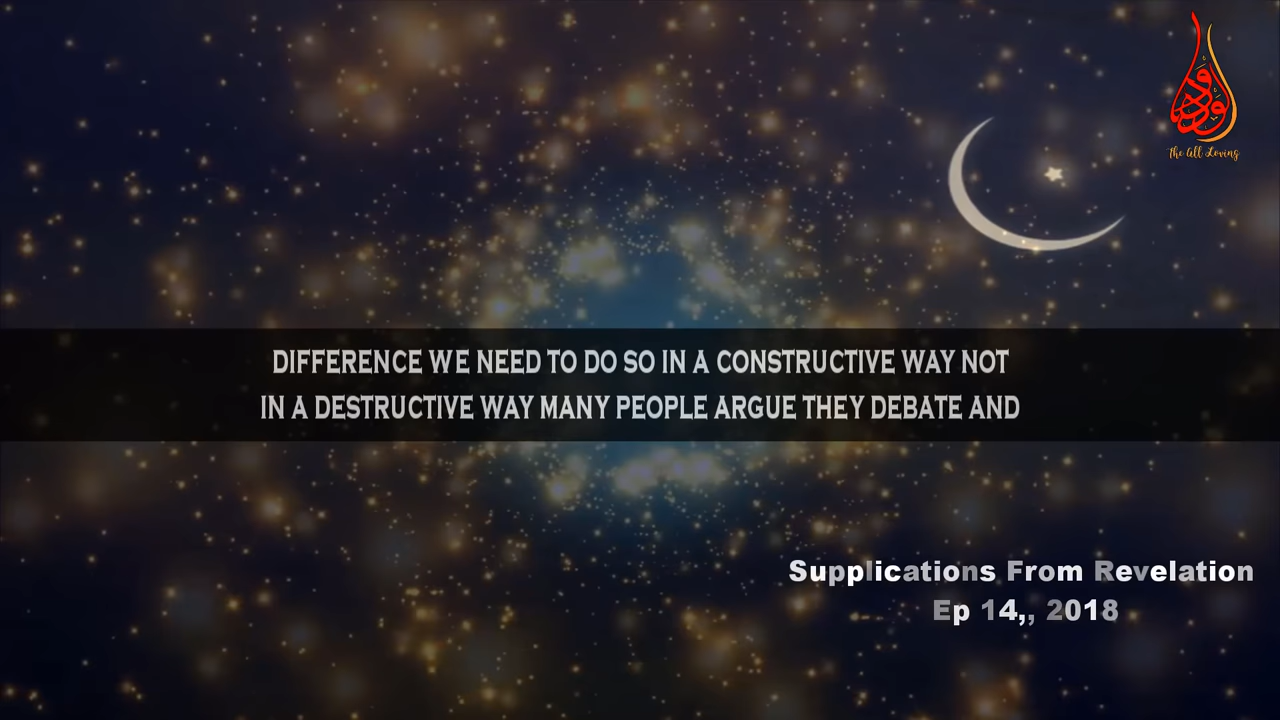 الودود
The All Loving
DIFFERENCE WE NEED TO DO SO IN A CONSTRUCTIVE WAY NOT
IN A DESTRUCTIVE WAY MANY PEOPLE ARGUE THEY DEBATE AND
Supplications From Revelation
Ep 14,, 2018